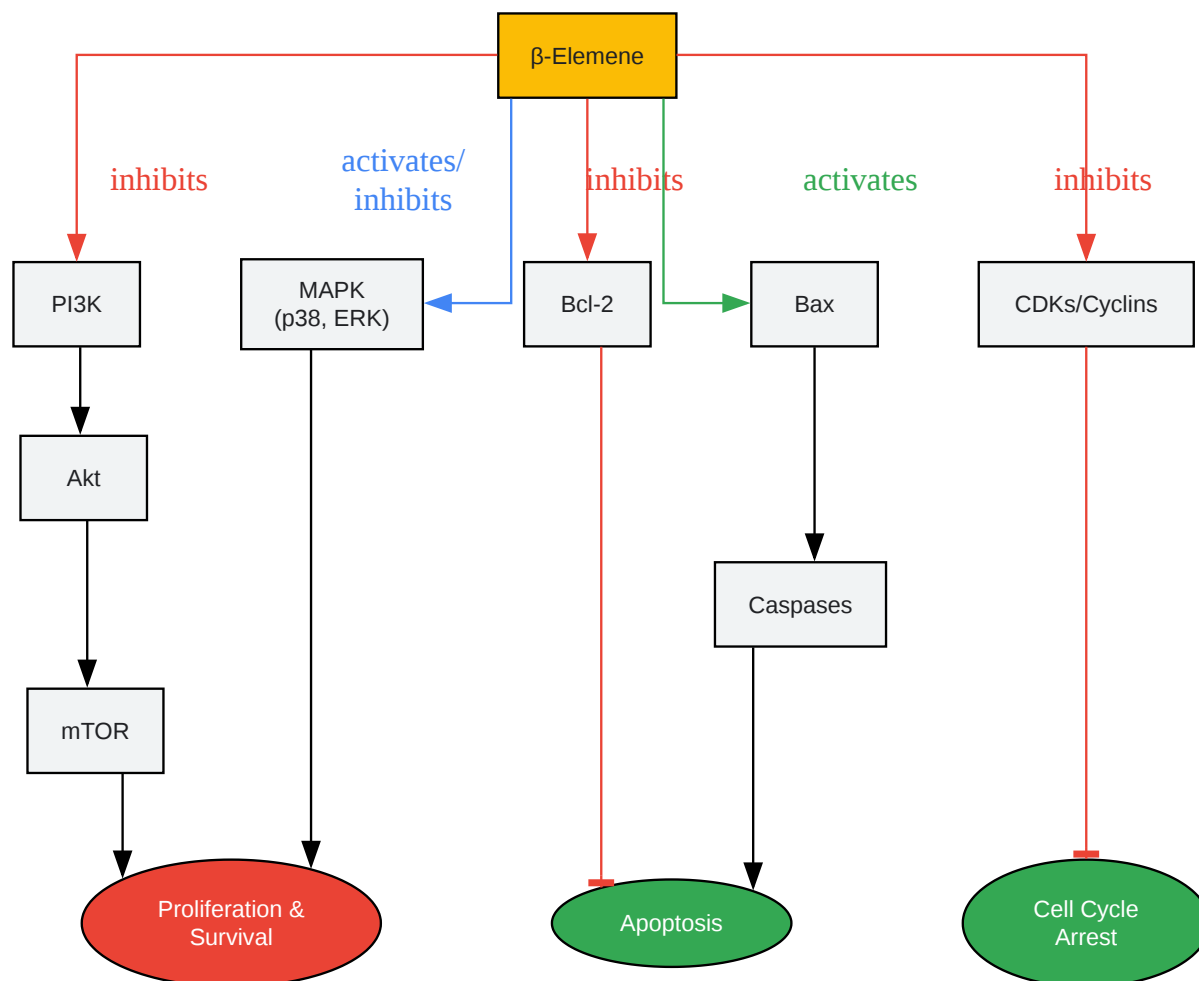 β-Elemene
inhibits
activates/
inhibits
inhibits
activates
inhibits
PI3K
MAPK
(p38, ERK)
Bcl-2
Bax
CDKs/Cyclins
Akt
Caspases
mTOR
Proliferation &
Survival
Apoptosis
Cell Cycle
Arrest